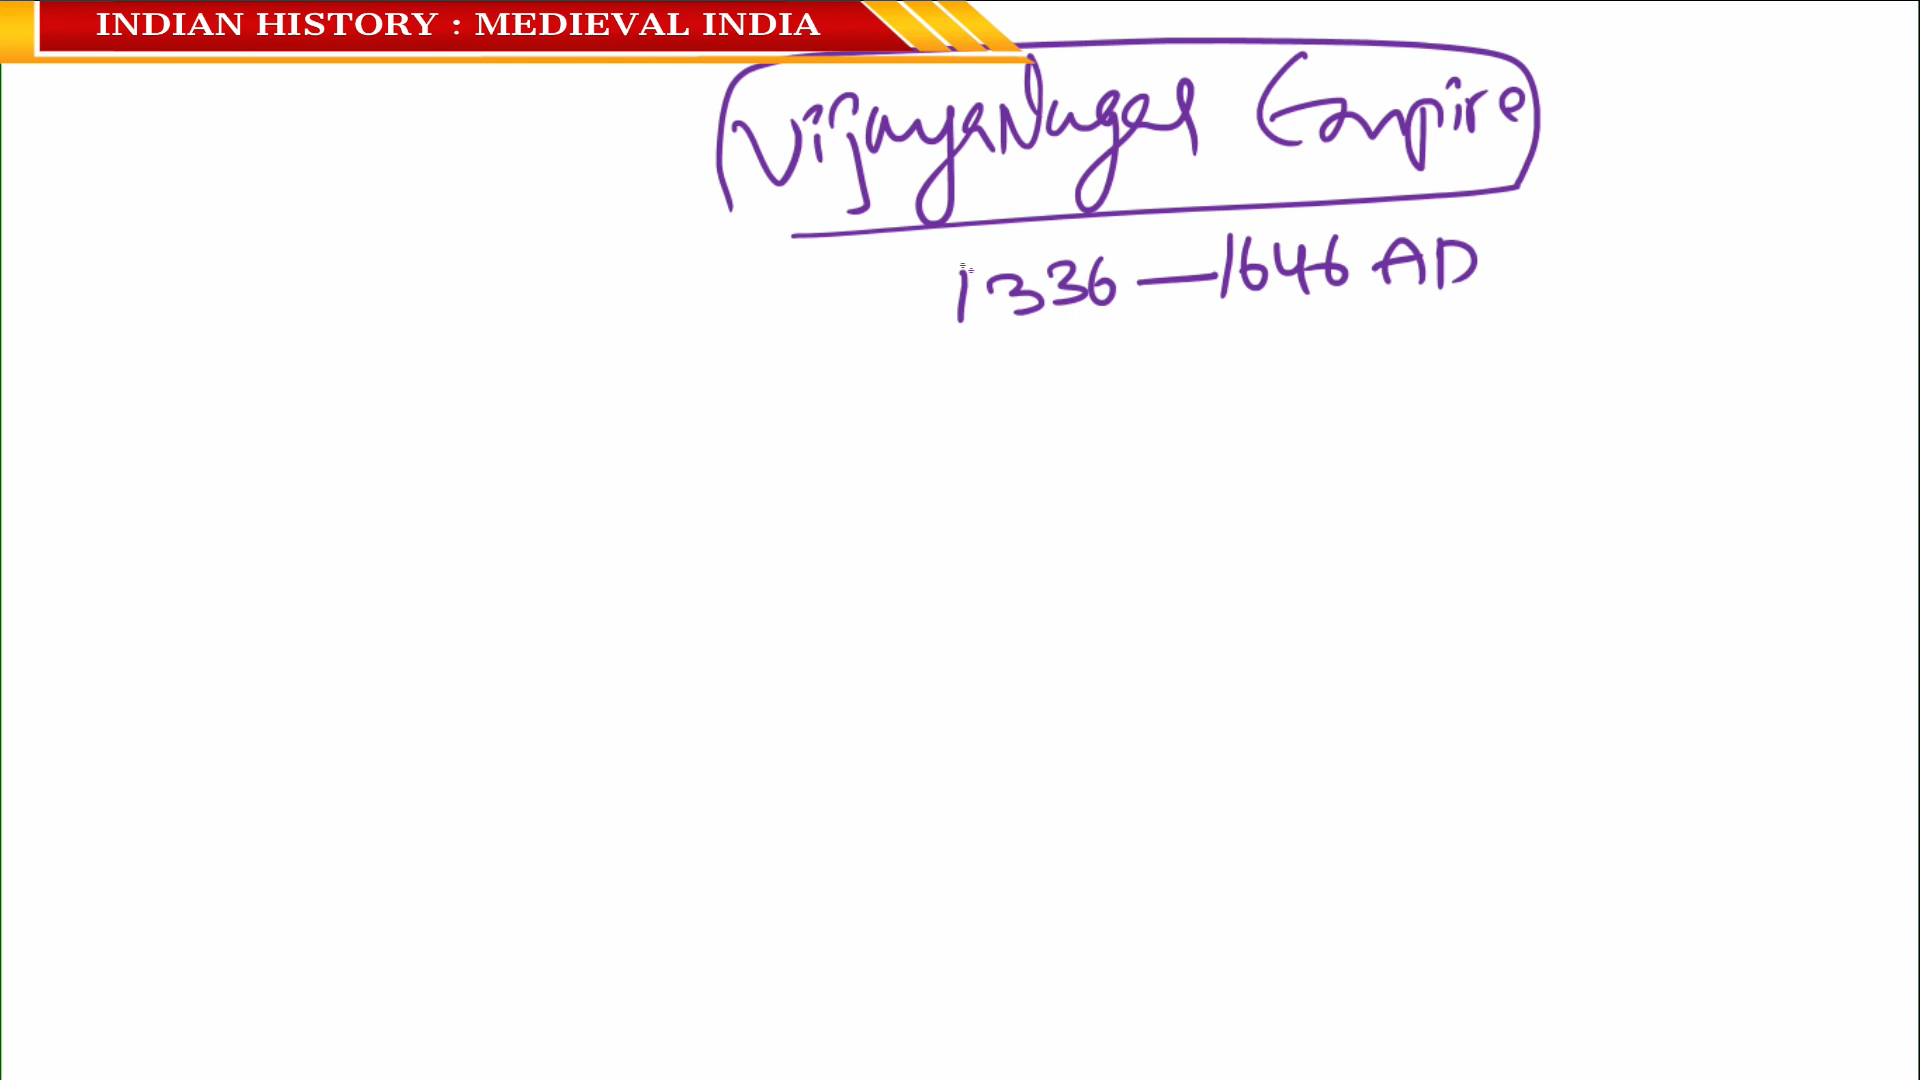 INDIAN HISTORY : MEDIEVAL INDIA
VijayaNagar Empire
1336 — 1646 AD